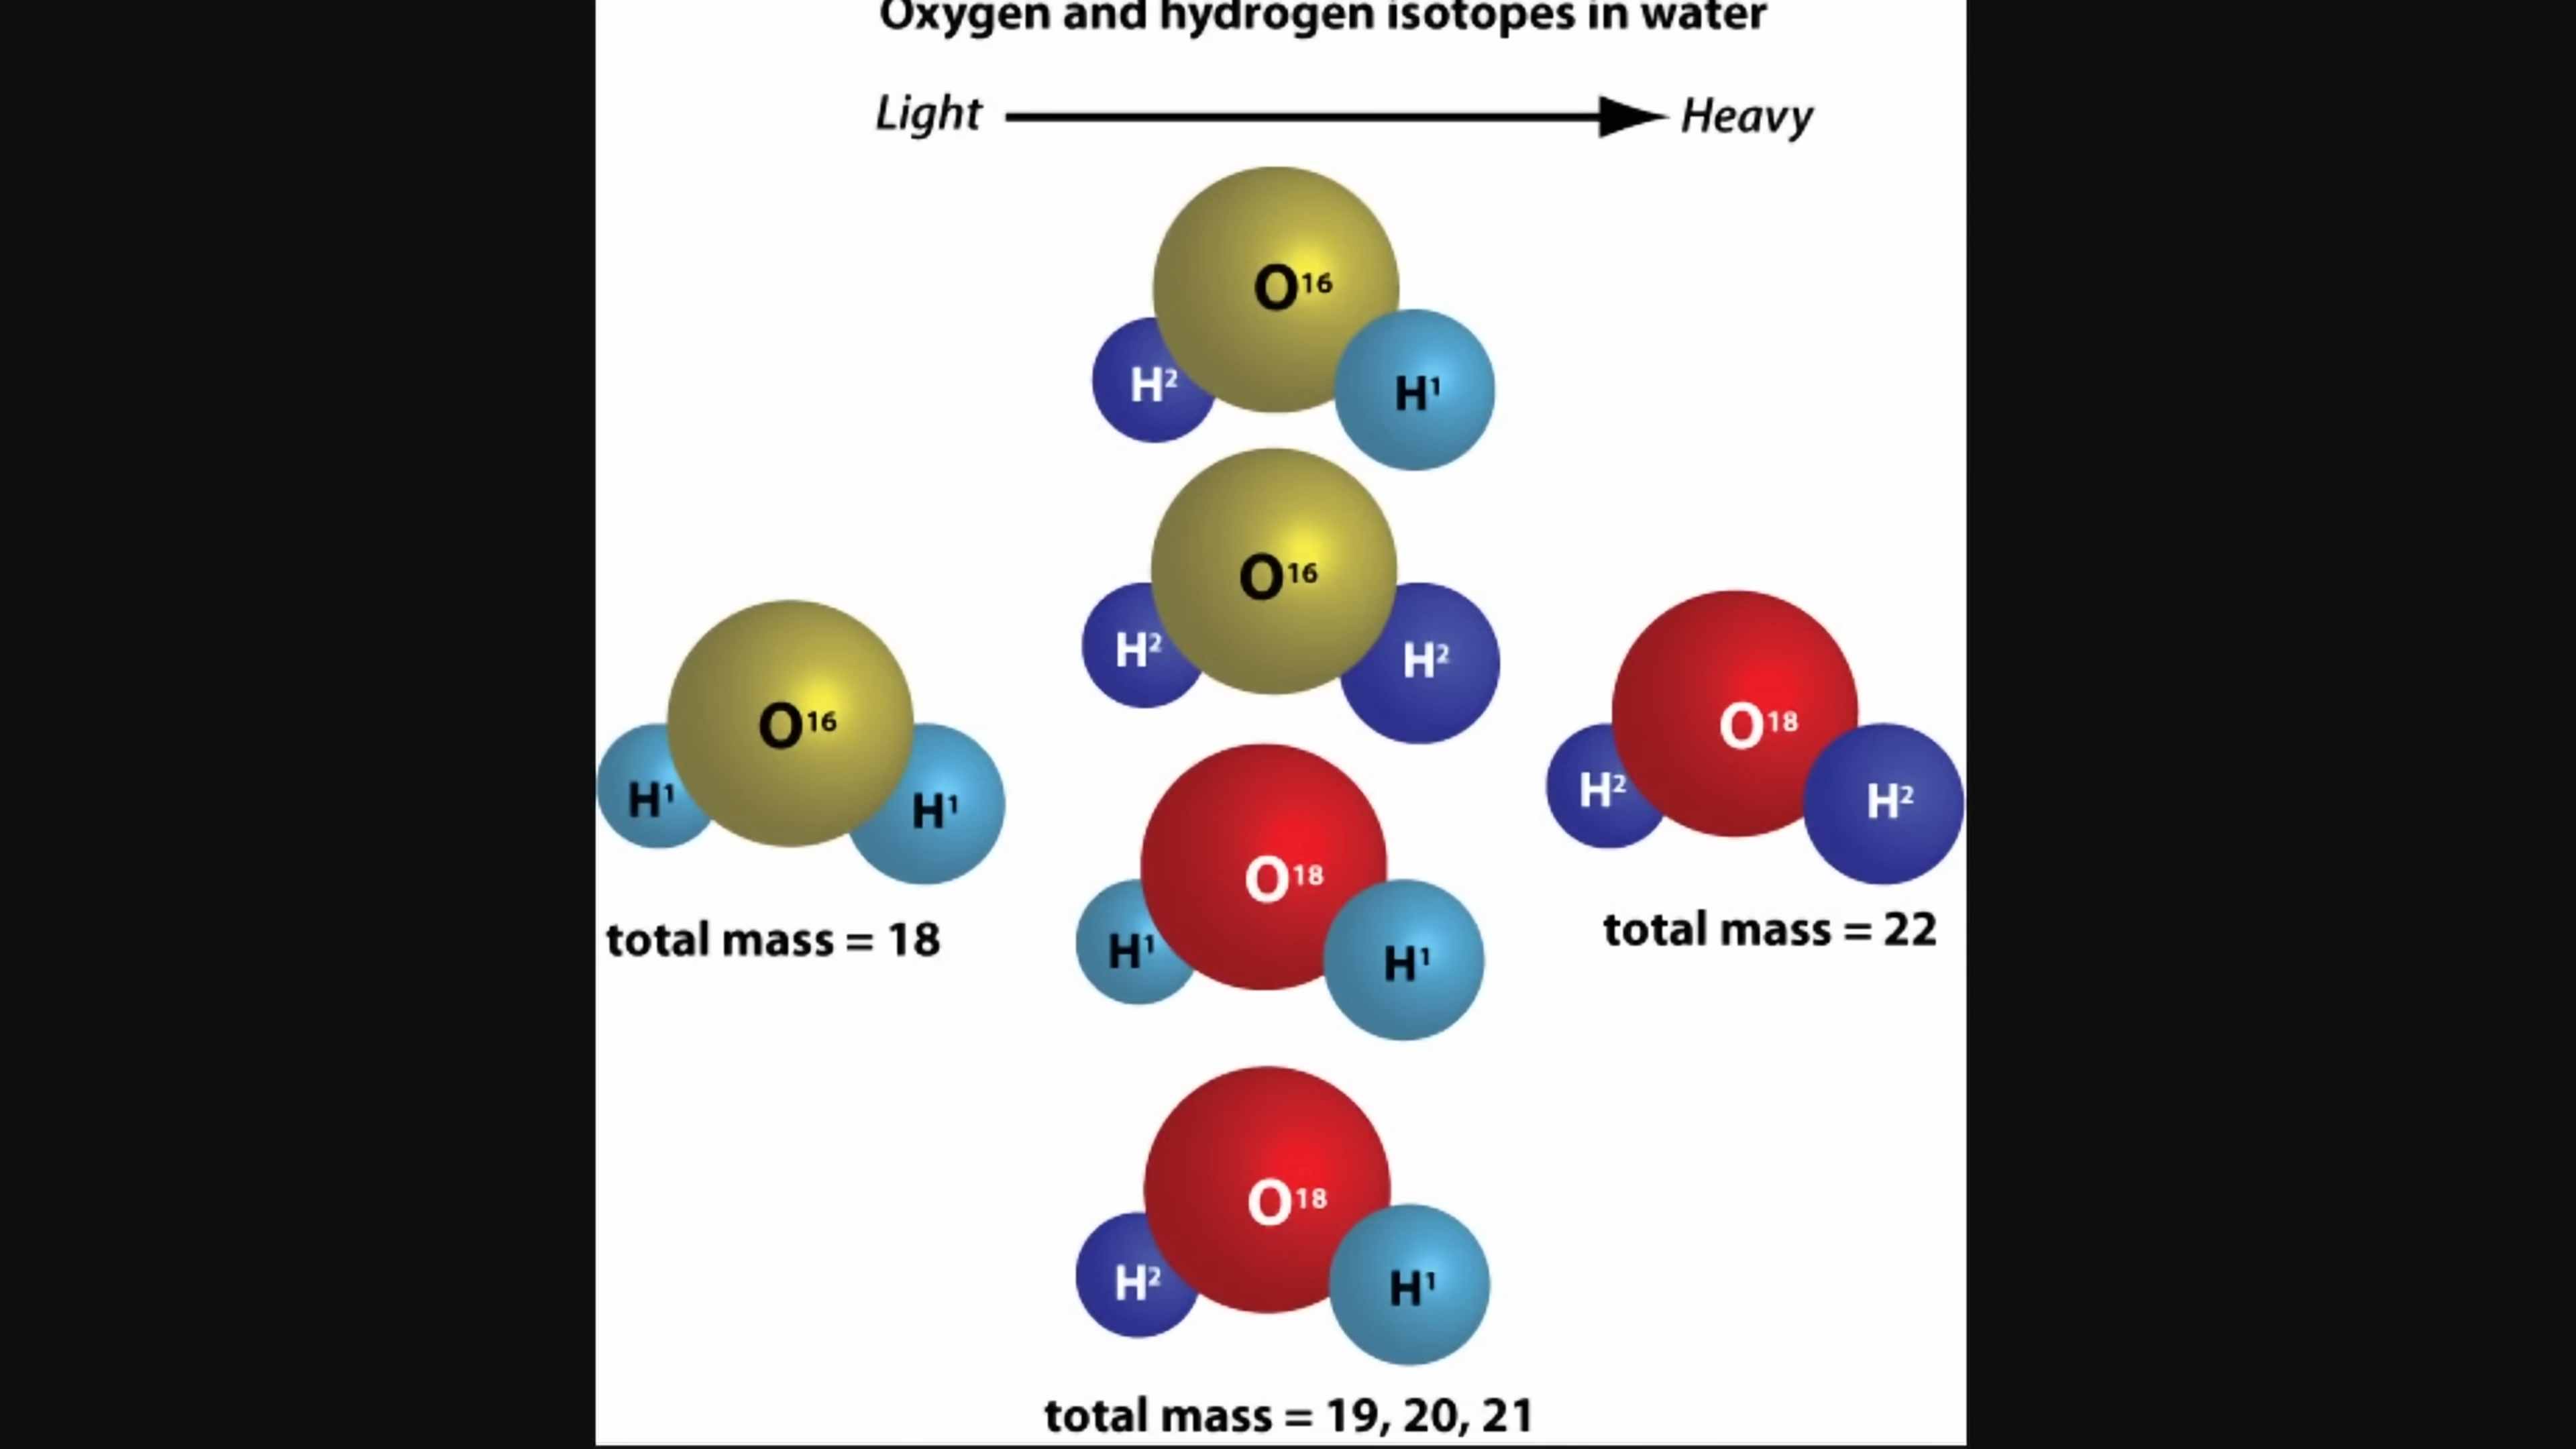 Oxygen and hydrogen isotopes in water
Light Heavy
O¹⁶
H² H¹
O¹⁶
H² H²
O¹⁶
H¹ H¹
total mass = 18
O¹⁸
H¹ H¹
O¹⁸
H² H¹
total mass = 19, 20, 21
O¹⁸
H² H²
total mass = 22